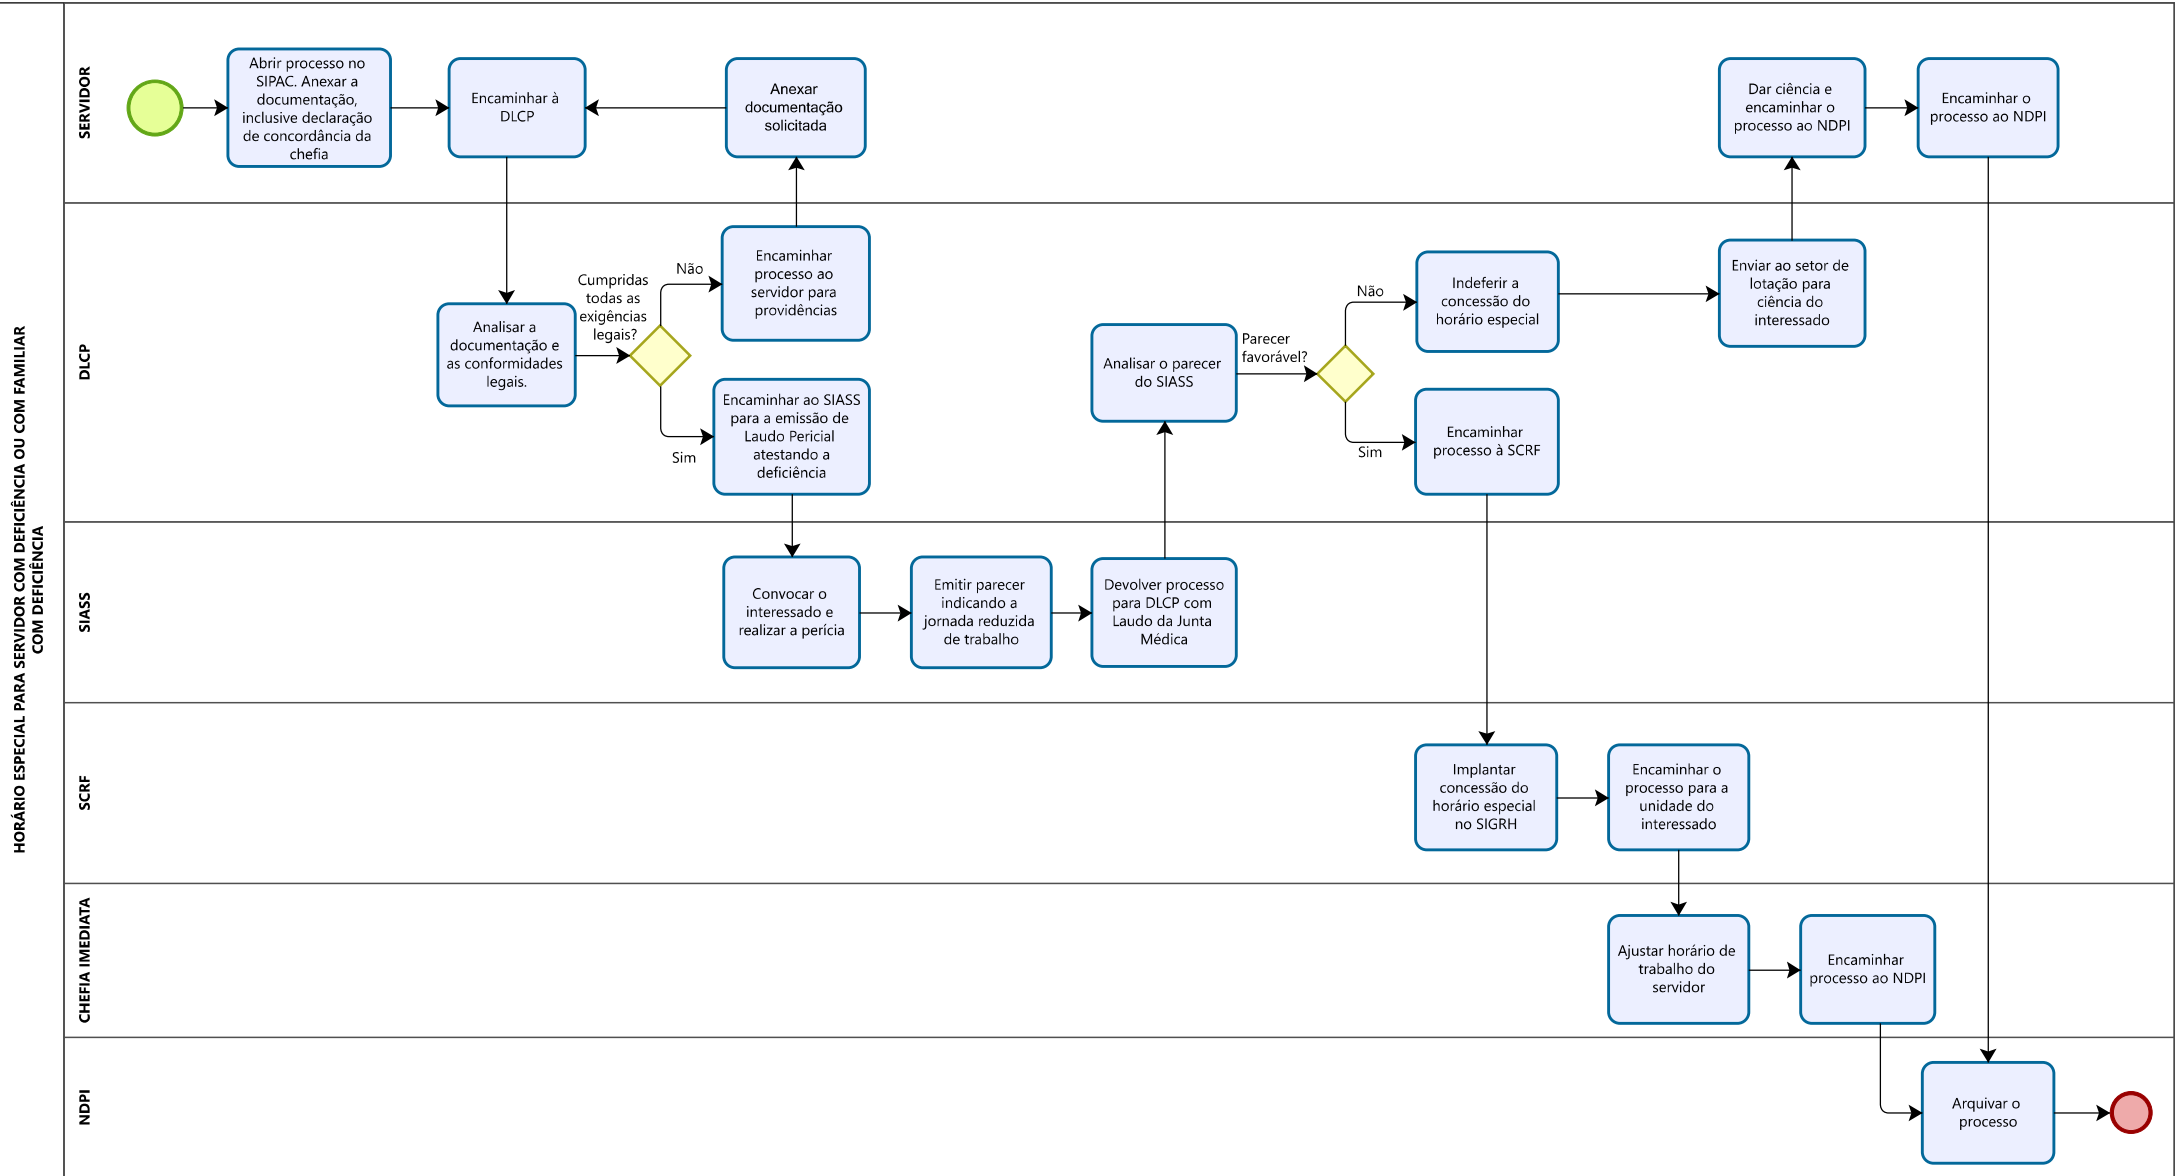 HORÁRIO ESPECIAL PARA SERVIDOR COM DEFICIÊNCIA OU COM FAMILIAR
COM DEFICIÊNCIA
SERVIDOR
Abrir processo no
SIPAC. Anexar a
documentação,
inclusive declaração
de concordância da
chefia
Encaminhar à
DLCP
Anexar
documentação
solicitada
Dar ciência e
encaminhar o
processo ao NDPI
Encaminhar o
processo ao NDPI
DLCP
Analisar a
documentação e
as conformidades
legais.
Cumpridas
todas as
exigências
legais?
Não
Encaminhar
processo ao
servidor para
providências
Sim
Encaminhar ao SIASS
para a emissão de
Laudo Pericial
atestando a
deficiência
Analisar o parecer
do SIASS
Parecer
favorável?
Não
Indeferir a
concessão do
horário especial
Sim
Encaminhar
processo à SCRF
Enviar ao setor de
lotação para
ciência do
interessado
SIASS
Convocar o
interessado e
realizar a perícia
Emitir parecer
indicando a
jornada reduzida
de trabalho
Devolver processo
para DLCP com
Laudo da Junta
Médica
SCRF
Implantar
concessão do
horário especial
no SIGRH
Encaminhar o
processo para a
unidade do
interessado
CHEFIA IMEDIATA
Ajustar horário de
trabalho do
servidor
Encaminhar
processo ao NDPI
NDPI
Arquivar o
processo